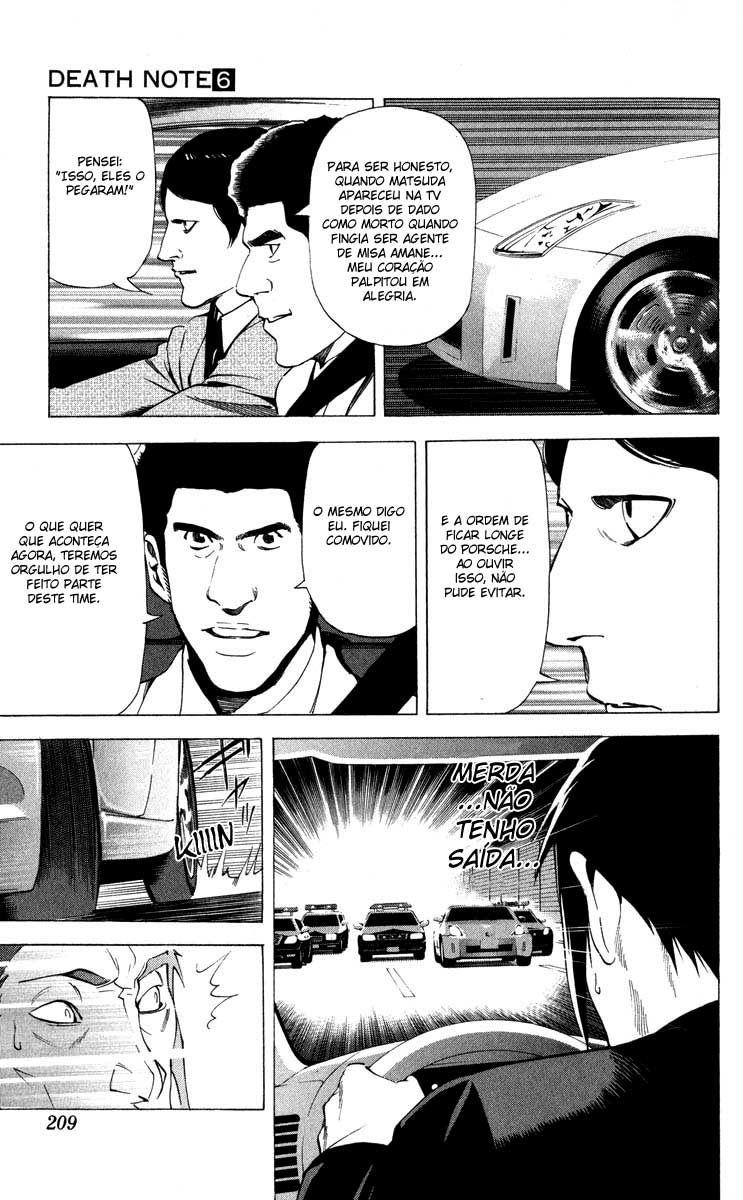 DEATH NOTE 6
PARA SER HONESTO,
QUANDO MATSUDA
APARECEU NA TV
DEPOIS DE DADO
COMO MORTO QUANDO
FINGIA SER AGENTE
DE MISA AMANE...
MEU CORAÇÃO
PALPITOU EM
ALEGRIA.
PENSEI:
"ISSO, ELES O
PEGARAM!"
E A ORDEM DE
FICAR LONGE
DO PORSCHE...
AO OUVIR
ISSO, NÃO
PUDE EVITAR.
O MESMO DIGO
EU. FIQUEI
COMOVIDO.
O QUE QUER
QUE ACONTEÇA
AGORA, TEREMOS
ORGULHO DE TER
FEITO PARTE
DESTE TIME.
MERDA
...NÃO
TENHO
SAÍDA...
KIIIIN
209